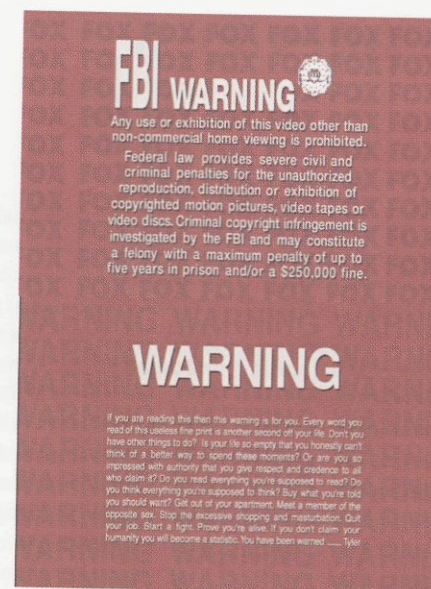 FBI WARNING
Any use or exhibition of this video other than
non-commercial home viewing is prohibited.
Federal law provides severe civil and
criminal penalties for the unauthorized
reproduction, distribution or exhibition of
copyrighted motion pictures, video tapes or
video discs. Criminal copyright infringement is
investigated by the FBI and may constitute
a felony with a maximum penalty of up to
five years in prison and/or a $250,000 fine.
WARNING
If you are reading this then this warning is for you. Every word you
read of this useless fine print is another second off your life. Don't you
have other things to do? Is your life so empty that you honestly can't
think of a better way to spend these moments? Or are you so
impressed with authority that you give respect and credence to all
who claim it? Do you read everything you're supposed to read? Do
you think everything you're supposed to think? Buy what you're told
you should want? Get out of your apartment. Meet a member of the
opposite sex. Stop the excessive shopping and masturbation. Quit
your job. Start a fight. Prove you're alive. If you don't claim your
humanity you will become a statistic. You have been warned ___ Tyler